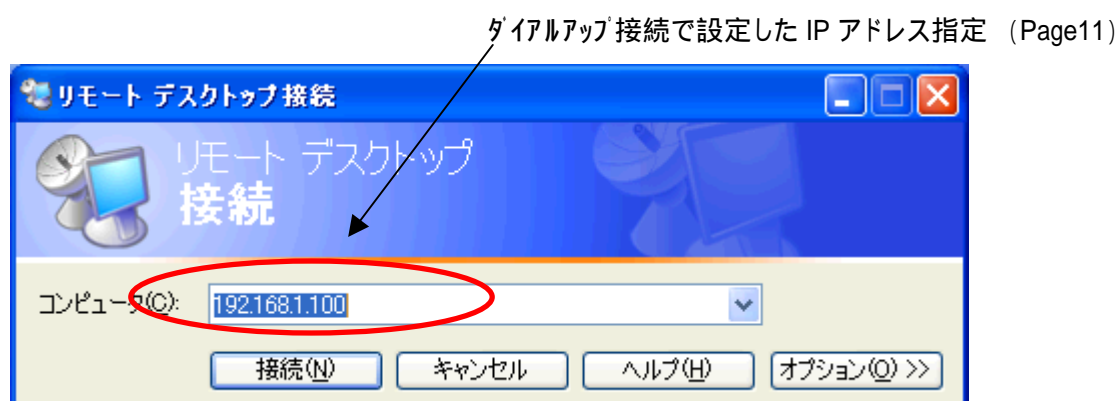 ﾀﾞｲｱﾙｱｯﾌﾟ接続で設定した IP アドレス指定 (Page11)
リモート デスクトップ接続
リモート デスクトップ
接続
コンピュータ(C):
192.168.1.100
接続(N) キャンセル ヘルプ(H) オプション(O) >>